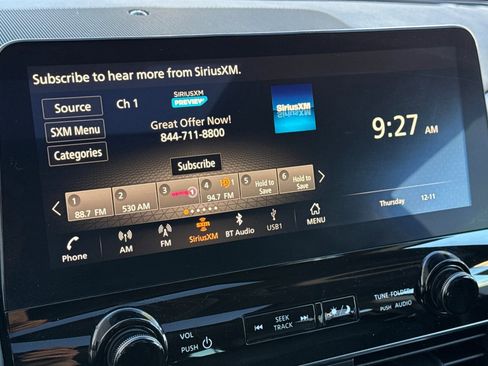 Subscribe to hear more from SiriusXM.
Source
Ch 1
SIRIUSXM
PREVIEW
SiriusXM
SXM Menu
Great Offer Now!
844-711-8800
9:27 AM
Categories
Subscribe
1
88.7 FM
2
530 AM
3
4
94.7 FM
5
Hold to
Save
6
Hold to
Save
Thursday 12-11
Phone
AM
FM
SXM
SiriusXM
BT Audio
USB1
MENU
VOL
PUSH
SEEK
TRACK
TUNE FOLDER
PUSH AUDIO